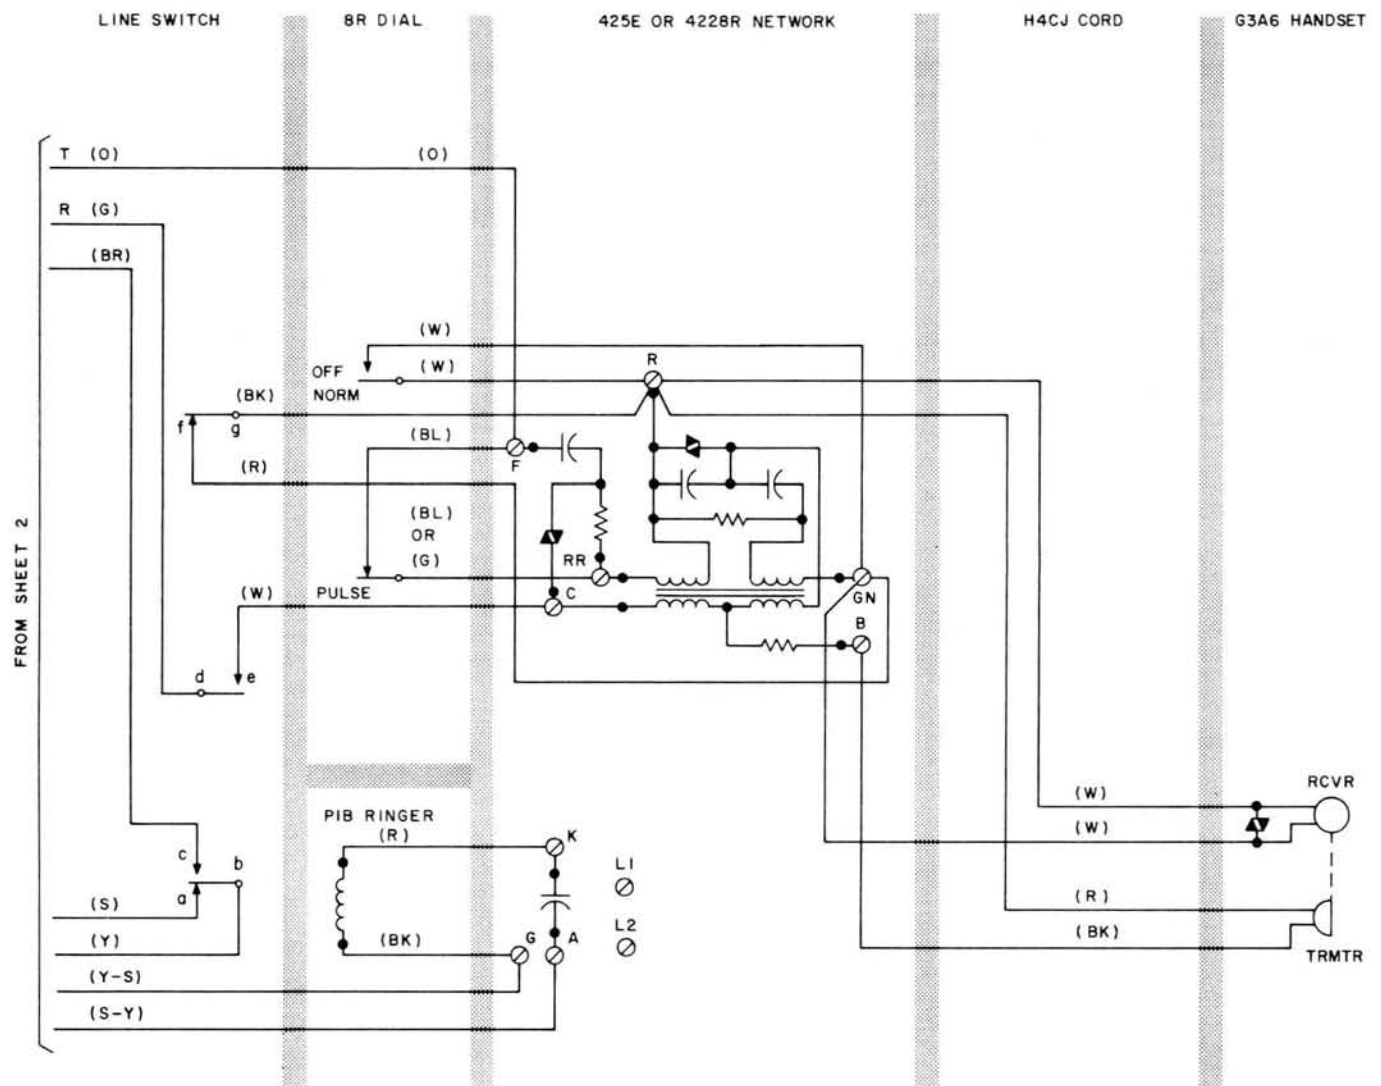 LINE SWITCH
8R DIAL
425E OR 4228R NETWORK
H4CJ CORD
G3A6 HANDSET
T (O)
(O)
R (G)
(BR)
(W)
(W)
R
OFF
NORM
(BK)
f
g
(BL)
F
(R)
(BL)
OR
(G)
RR
PULSE
(W)
C
GN
B
d
e
FROM SHEET 2
PIB RINGER
(R)
K
RCVR
(W)
(W)
c
b
a
L1
(S)
(R)
(Y)
(BK)
G
A
L2
(BK)
TRMTR
(Y-S)
(S-Y)